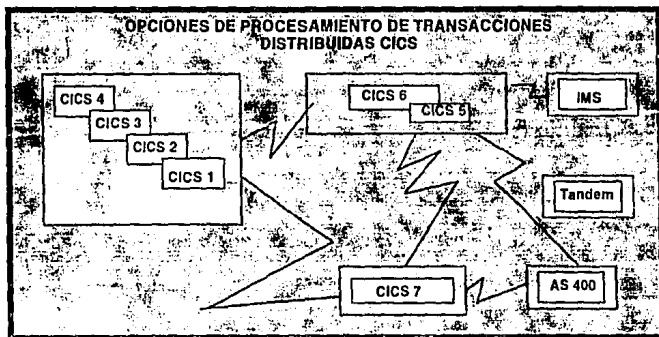 OPCIONES DE PROCESAMIENTO DE TRANSACCIONES
DISTRIBUIDAS CICS
CICS 4
CICS 3
CICS 2
CICS 1
CICS 6
CICS 5
IMS
Tandem
CICS 7
AS 400